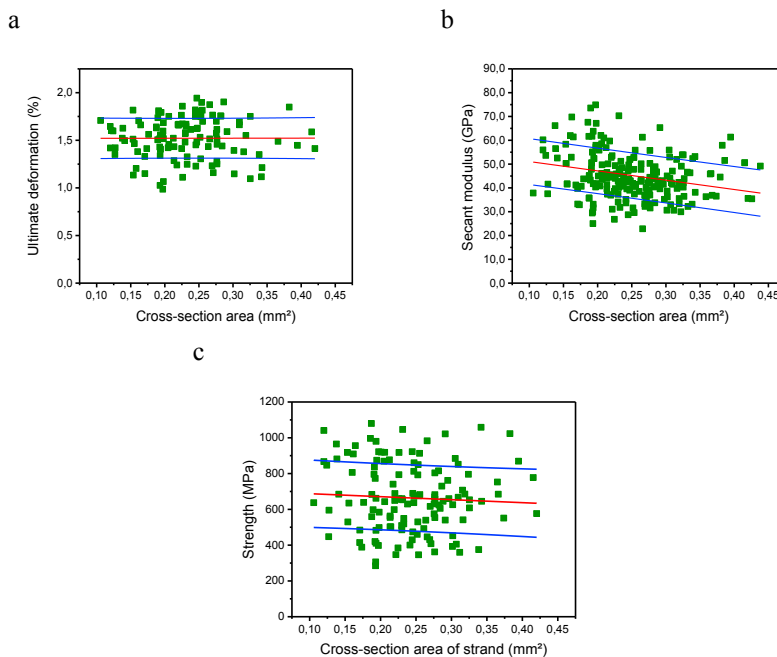 a
2,0
1,5
1,0
0,5
0,0
0,10 0,15 0,20 0,25 0,30 0,35 0,40 0,45
Ultimate deformation (%)
Cross-section area (mm²)
b
90,0
80,0
70,0
60,0
50,0
40,0
30,0
20,0
10,0
0,0
0,10 0,15 0,20 0,25 0,30 0,35 0,40 0,45
Secant modulus (GPa)
Cross-section area (mm²)
c
1200
1000
800
600
400
200
0
0,10 0,15 0,20 0,25 0,30 0,35 0,40 0,45
Strength (MPa)
Cross-section area of strand (mm²)